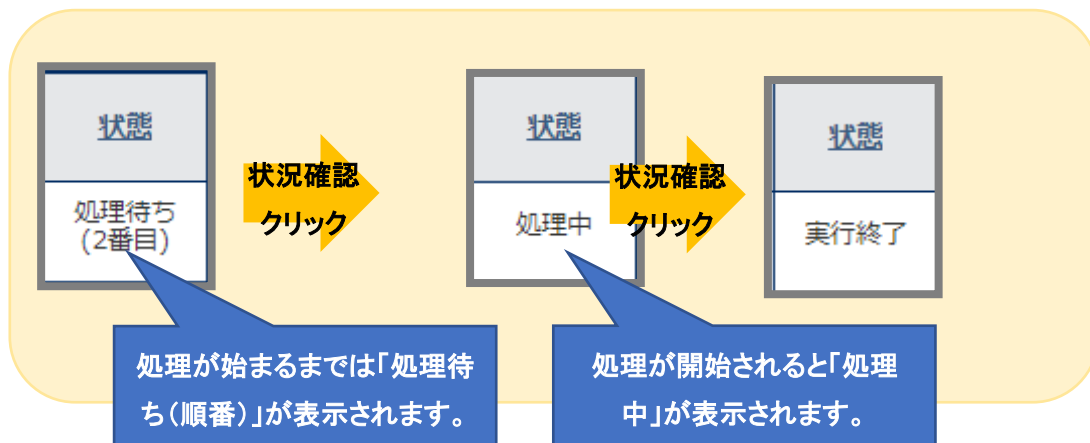 状態
処理待ち
(2番目)
状況確認
クリック
状態
処理中
状況確認
クリック
状態
実行終了
処理が始まるまでは「処理待
ち(順番)」が表示されます。
処理が開始されると「処理
中」が表示されます。